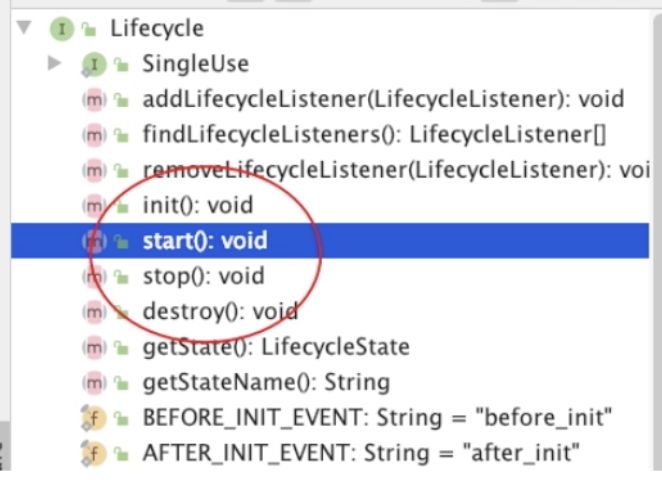 Lifecycle
SingleUse
addLifecycleListener(LifecycleListener): void
findLifecycleListeners(): LifecycleListener[]
removeLifecycleListener(LifecycleListener): voi
init(): void
start(): void
stop(): void
destroy(): void
getState(): LifecycleState
getStateName(): String
BEFORE_INIT_EVENT: String = "before_init"
AFTER_INIT_EVENT: String = "after_init"